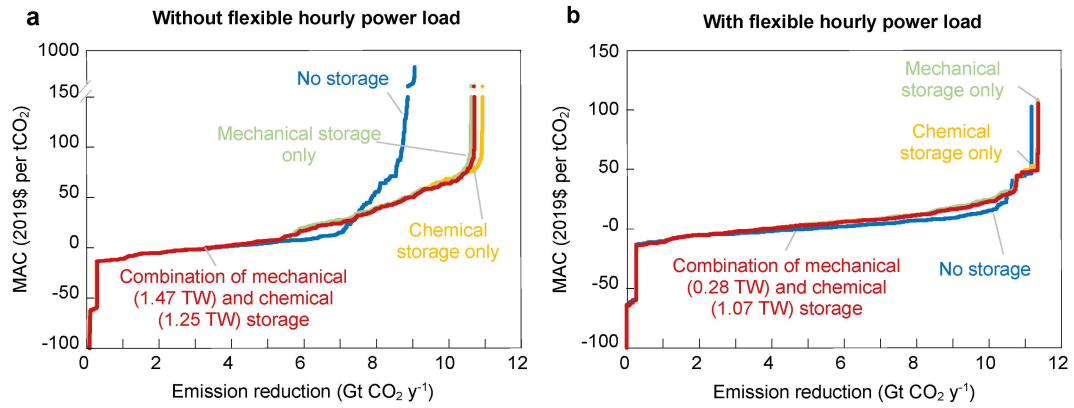 a
Without flexible hourly power load
1000
150
100
50
0
-50
-100
MAC (2019$ per tCO₂)
No storage
Mechanical storage
only
Chemical
storage only
Combination of mechanical
(1.47 TW) and chemical
(1.25 TW) storage
0 2 4 6 8 10 12
Emission reduction (Gt CO₂ y⁻¹)
b
With flexible hourly power load
150
100
50
-0
-50
-100
MAC (2019$ per tCO₂)
Mechanical
storage only
Chemical
storage only
No storage
Combination of mechanical
(0.28 TW) and chemical
(1.07 TW) storage
0 2 4 6 8 10 12
Emission reduction (Gt CO₂ y⁻¹)